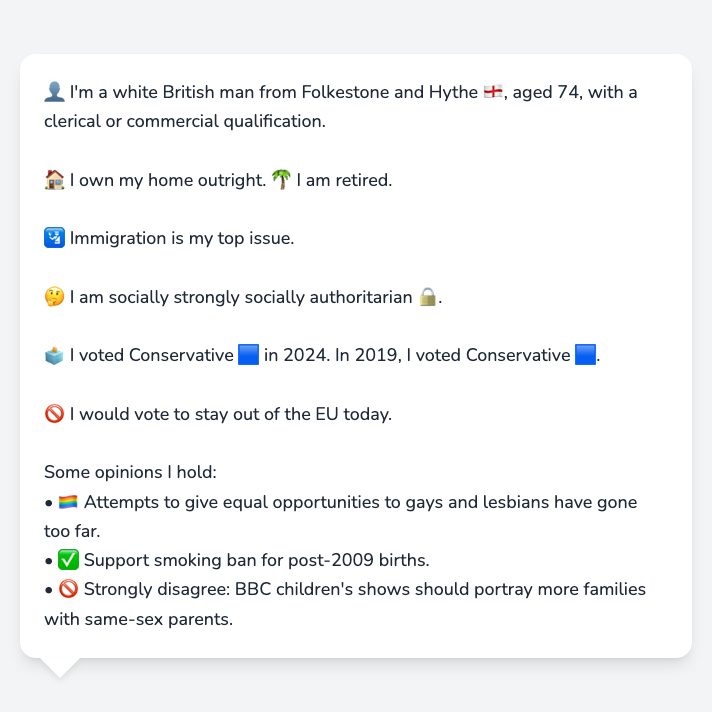 👤 I'm a white British man from Folkestone and Hythe 🏴󠁧󠁢󠁥󠁮󠁧󠁿, aged 74, with a
clerical or commercial qualification.
🏠 I own my home outright. 🌴 I am retired.
🛂 Immigration is my top issue.
🤔 I am socially strongly socially authoritarian 🔒.
🗳️ I voted Conservative 🟦 in 2024. In 2019, I voted Conservative 🟦.
🚫 I would vote to stay out of the EU today.
Some opinions I hold:
• 🏳️‍🌈 Attempts to give equal opportunities to gays and lesbians have gone
too far.
• ✅ Support smoking ban for post-2009 births.
• 🚫 Strongly disagree: BBC children's shows should portray more families
with same-sex parents.